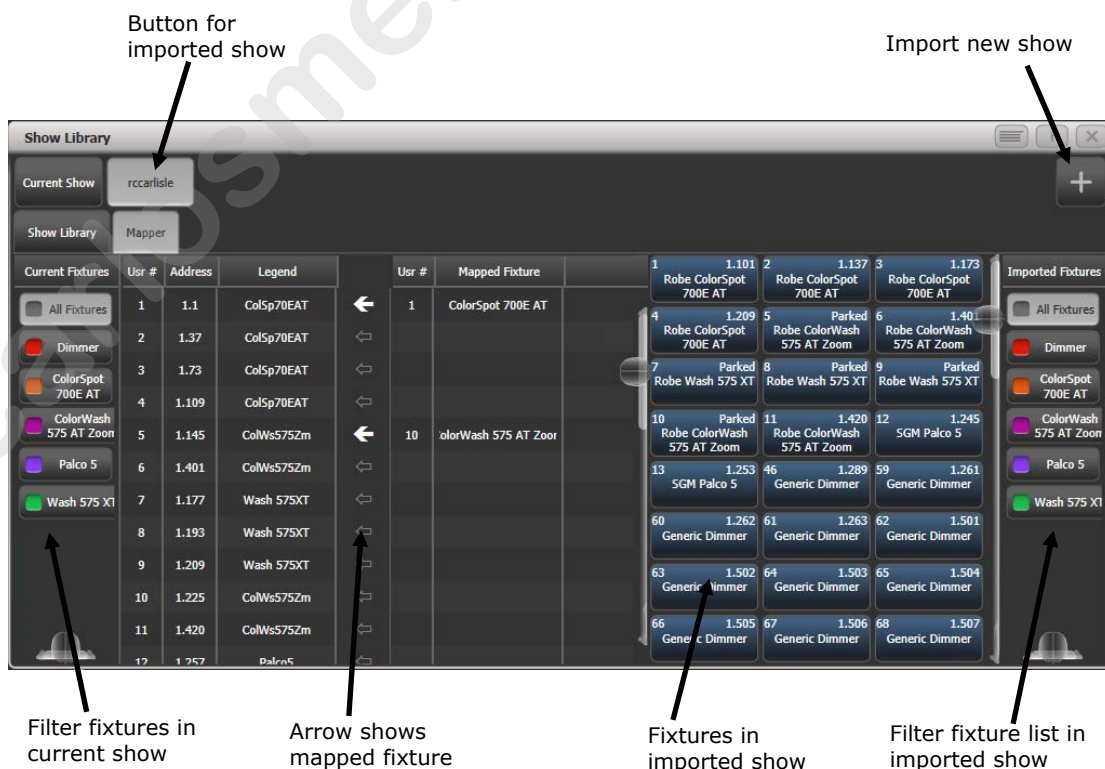 Button for
imported show
Import new show
Show Library
Current Show
rccarlisle
Show Library
Mapper
Current Fixtures Usr # Address Legend Usr # Mapped Fixture
All Fixtures
Dimmer
ColorSpot
700E AT
ColorWash
575 AT Zoom
Palco 5
Wash 575 XT
1 1.1 ColSp70EAT 1 ColorSpot 700E AT
2 1.37 ColSp70EAT
3 1.73 ColSp70EAT
4 1.109 ColSp70EAT
5 1.145 ColWs575Zm 10 olorWash 575 AT Zoor
6 1.401 ColWs575Zm
7 1.177 Wash 575XT
8 1.193 Wash 575XT
9 1.209 Wash 575XT
10 1.225 ColWs575Zm
11 1.420 ColWs575Zm
12 1.257 Palco5
1 1.101
Robe ColorSpot
700E AT
2 1.137
Robe ColorSpot
700E AT
3 1.173
Robe ColorSpot
700E AT
4 1.209
Robe ColorSpot
700E AT
5 Parked
Robe ColorWash
575 AT Zoom
6 1.401
Robe ColorWash
575 AT Zoom
7 Parked
Robe Wash 575 XT
8 Parked
Robe Wash 575 XT
9 Parked
Robe Wash 575 XT
10 Parked
Robe ColorWash
575 AT Zoom
11 1.420
Robe ColorWash
575 AT Zoom
12 1.245
SGM Palco 5
13 1.253
SGM Palco 5
46 1.289
Generic Dimmer
59 1.261
Generic Dimmer
60 1.262
Generic Dimmer
61 1.263
Generic Dimmer
62 1.501
Generic Dimmer
63 1.502
Generic Dimmer
64 1.503
Generic Dimmer
65 1.504
Generic Dimmer
66 1.505
Generic Dimmer
67 1.506
Generic Dimmer
68 1.507
Generic Dimmer
Imported Fixtures
All Fixtures
Dimmer
ColorSpot
700E AT
ColorWash
575 AT Zoom
Palco 5
Wash 575 XT
Filter fixtures in
current show
Arrow shows
mapped fixture
Fixtures in
imported show
Filter fixture list in
imported show